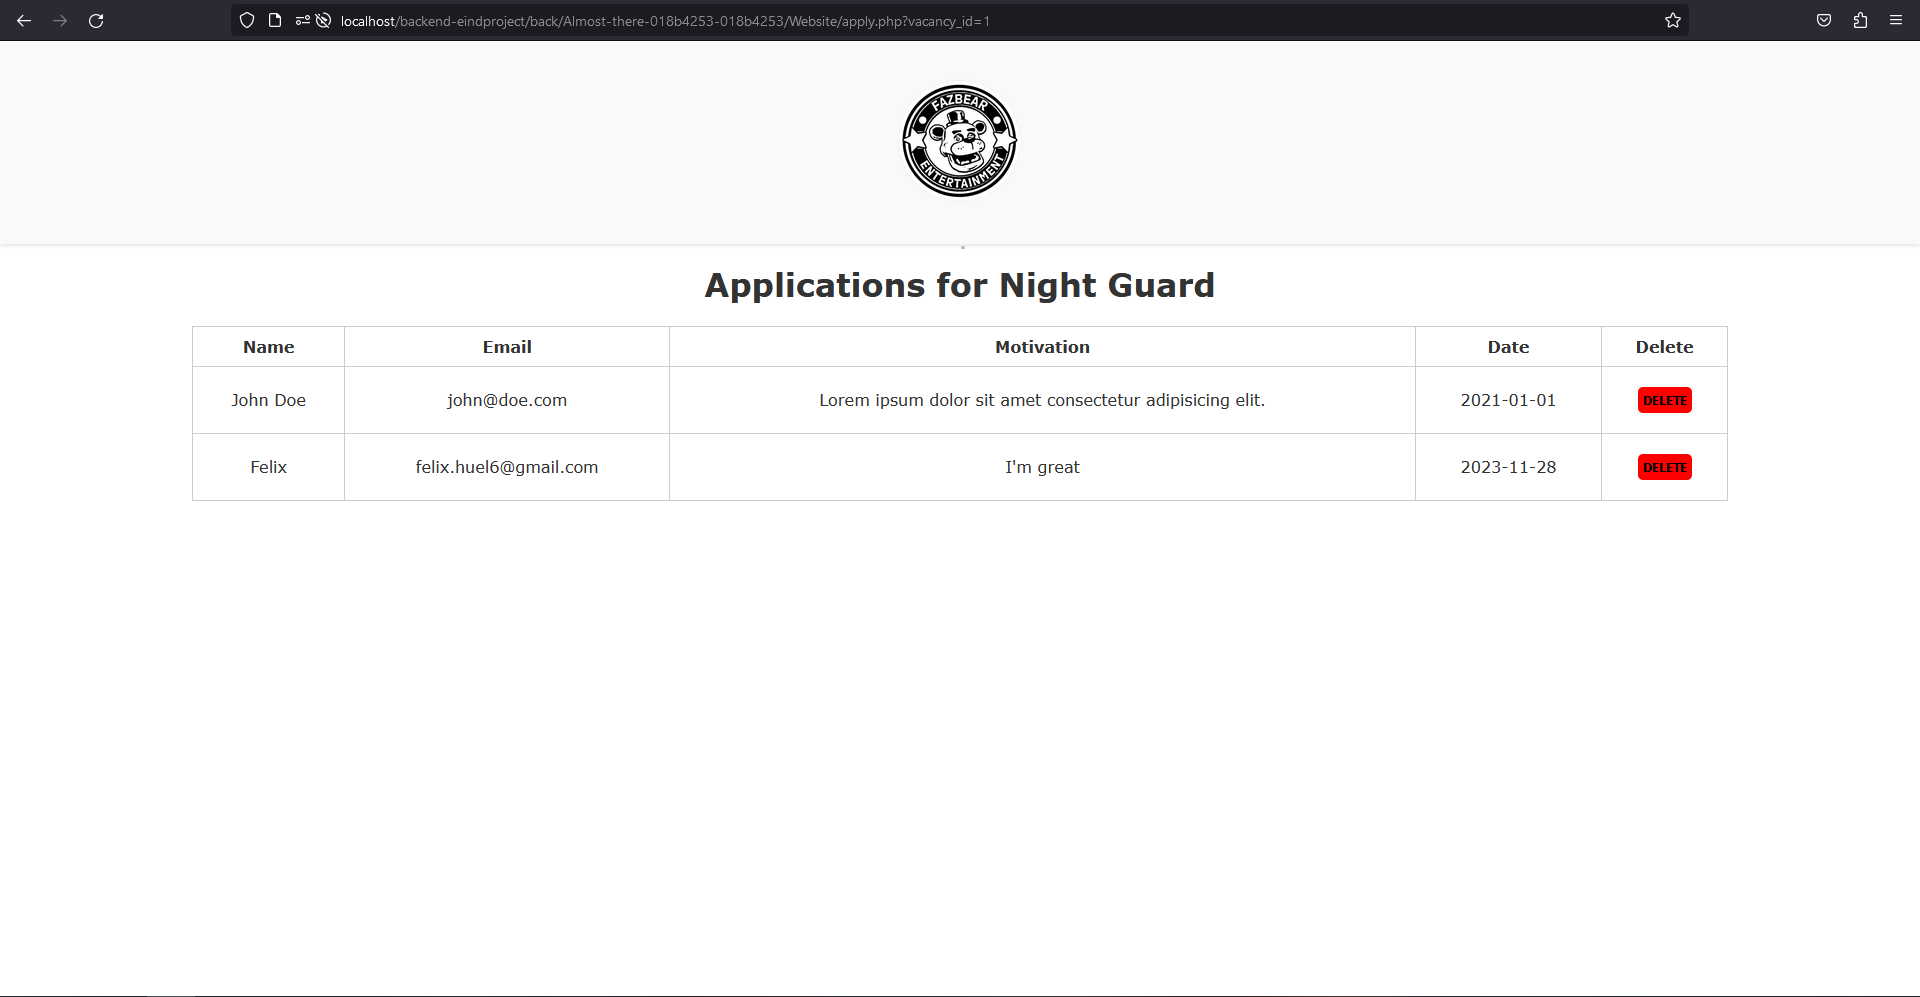 localhost/backend-eindproject/back/Almost-there-018b4253-018b4253/Website/apply.php?vacancy_id=1
FAZBEAR
ENTERTAINMENT
Applications for Night Guard
Name Email Motivation Date Delete
John Doe john@doe.com Lorem ipsum dolor sit amet consectetur adipisicing elit. 2021-01-01 DELETE
Felix felix.huel6@gmail.com I'm great 2023-11-28 DELETE